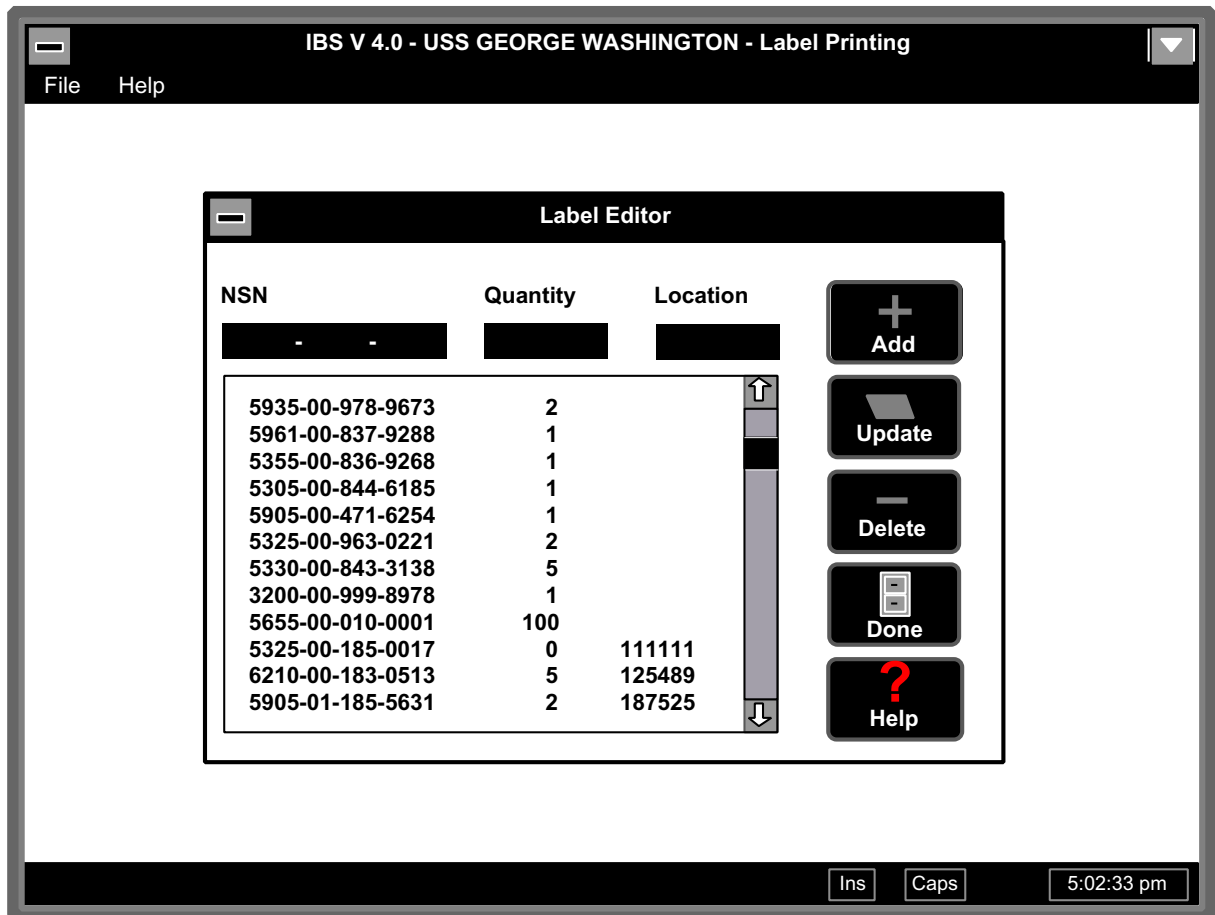 IBS V 4.0 - USS GEORGE WASHINGTON - Label Printing
File Help
Label Editor
NSN Quantity Location
- -
5935-00-978-9673 2
5961-00-837-9288 1
5355-00-836-9268 1
5305-00-844-6185 1
5905-00-471-6254 1
5325-00-963-0221 2
5330-00-843-3138 5
3200-00-999-8978 1
5655-00-010-0001 100
5325-00-185-0017 0 111111
6210-00-183-0513 5 125489
5905-01-185-5631 2 187525
+
Add
Update
Delete
Done
?
Help
Ins Caps 5:02:33 pm